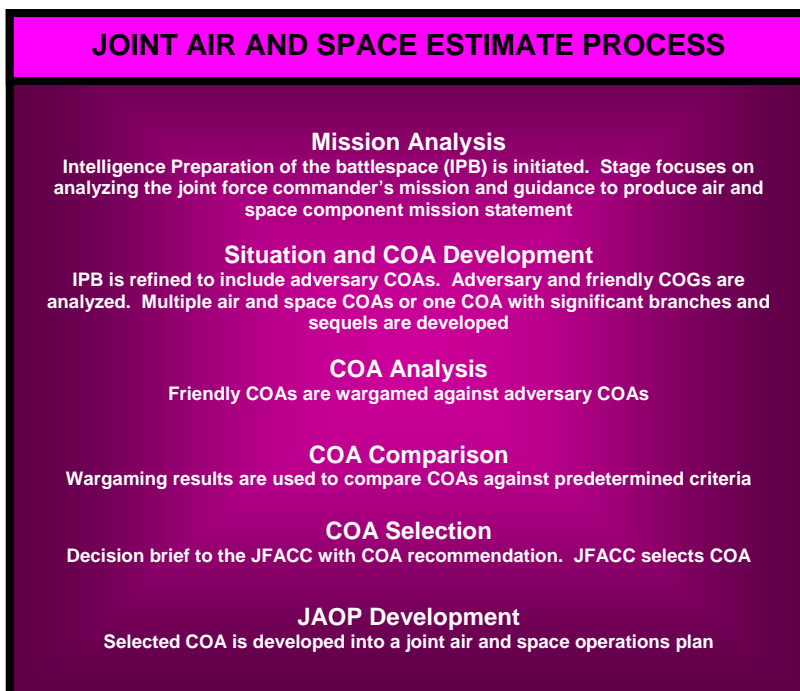 JOINT AIR AND SPACE ESTIMATE PROCESS
Mission Analysis
Intelligence Preparation of the battlespace (IPB) is initiated.  Stage focuses on
analyzing the joint force commander's mission and guidance to produce air and
space component mission statement
Situation and COA Development
IPB is refined to include adversary COAs.  Adversary and friendly COGs are
analyzed.  Multiple air and space COAs or one COA with significant branches and
sequels are developed
COA Analysis
Friendly COAs are wargamed against adversary COAs
COA Comparison
Wargaming results are used to compare COAs against predetermined criteria
COA Selection
Decision brief to the JFACC with COA recommendation.  JFACC selects COA
JAOP Development
Selected COA is developed into a joint air and space operations plan